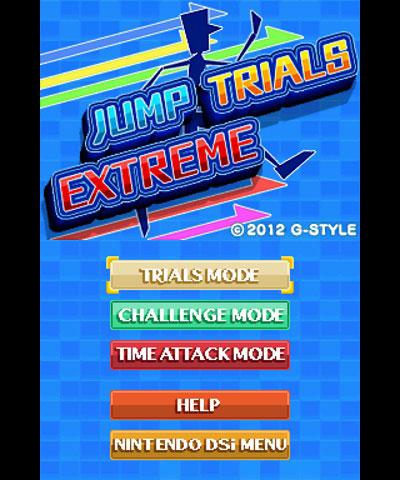 JUMP TRIALS
EXTREME
© 2012 G-STYLE
TRIALS MODE
CHALLENGE MODE
TIME ATTACK MODE
HELP
NINTENDO DSi MENU